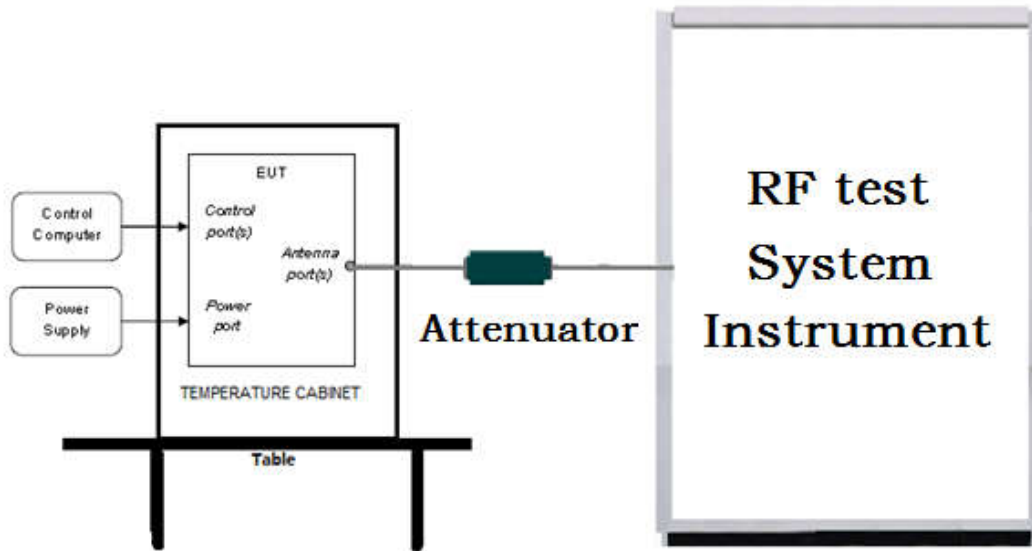 EUT
Control
Computer
Control
port(s)
Antenna
port(s)
Power
Supply
Power
port
TEMPERATURE CABINET
Table
Attenuator
RF test
System
Instrument